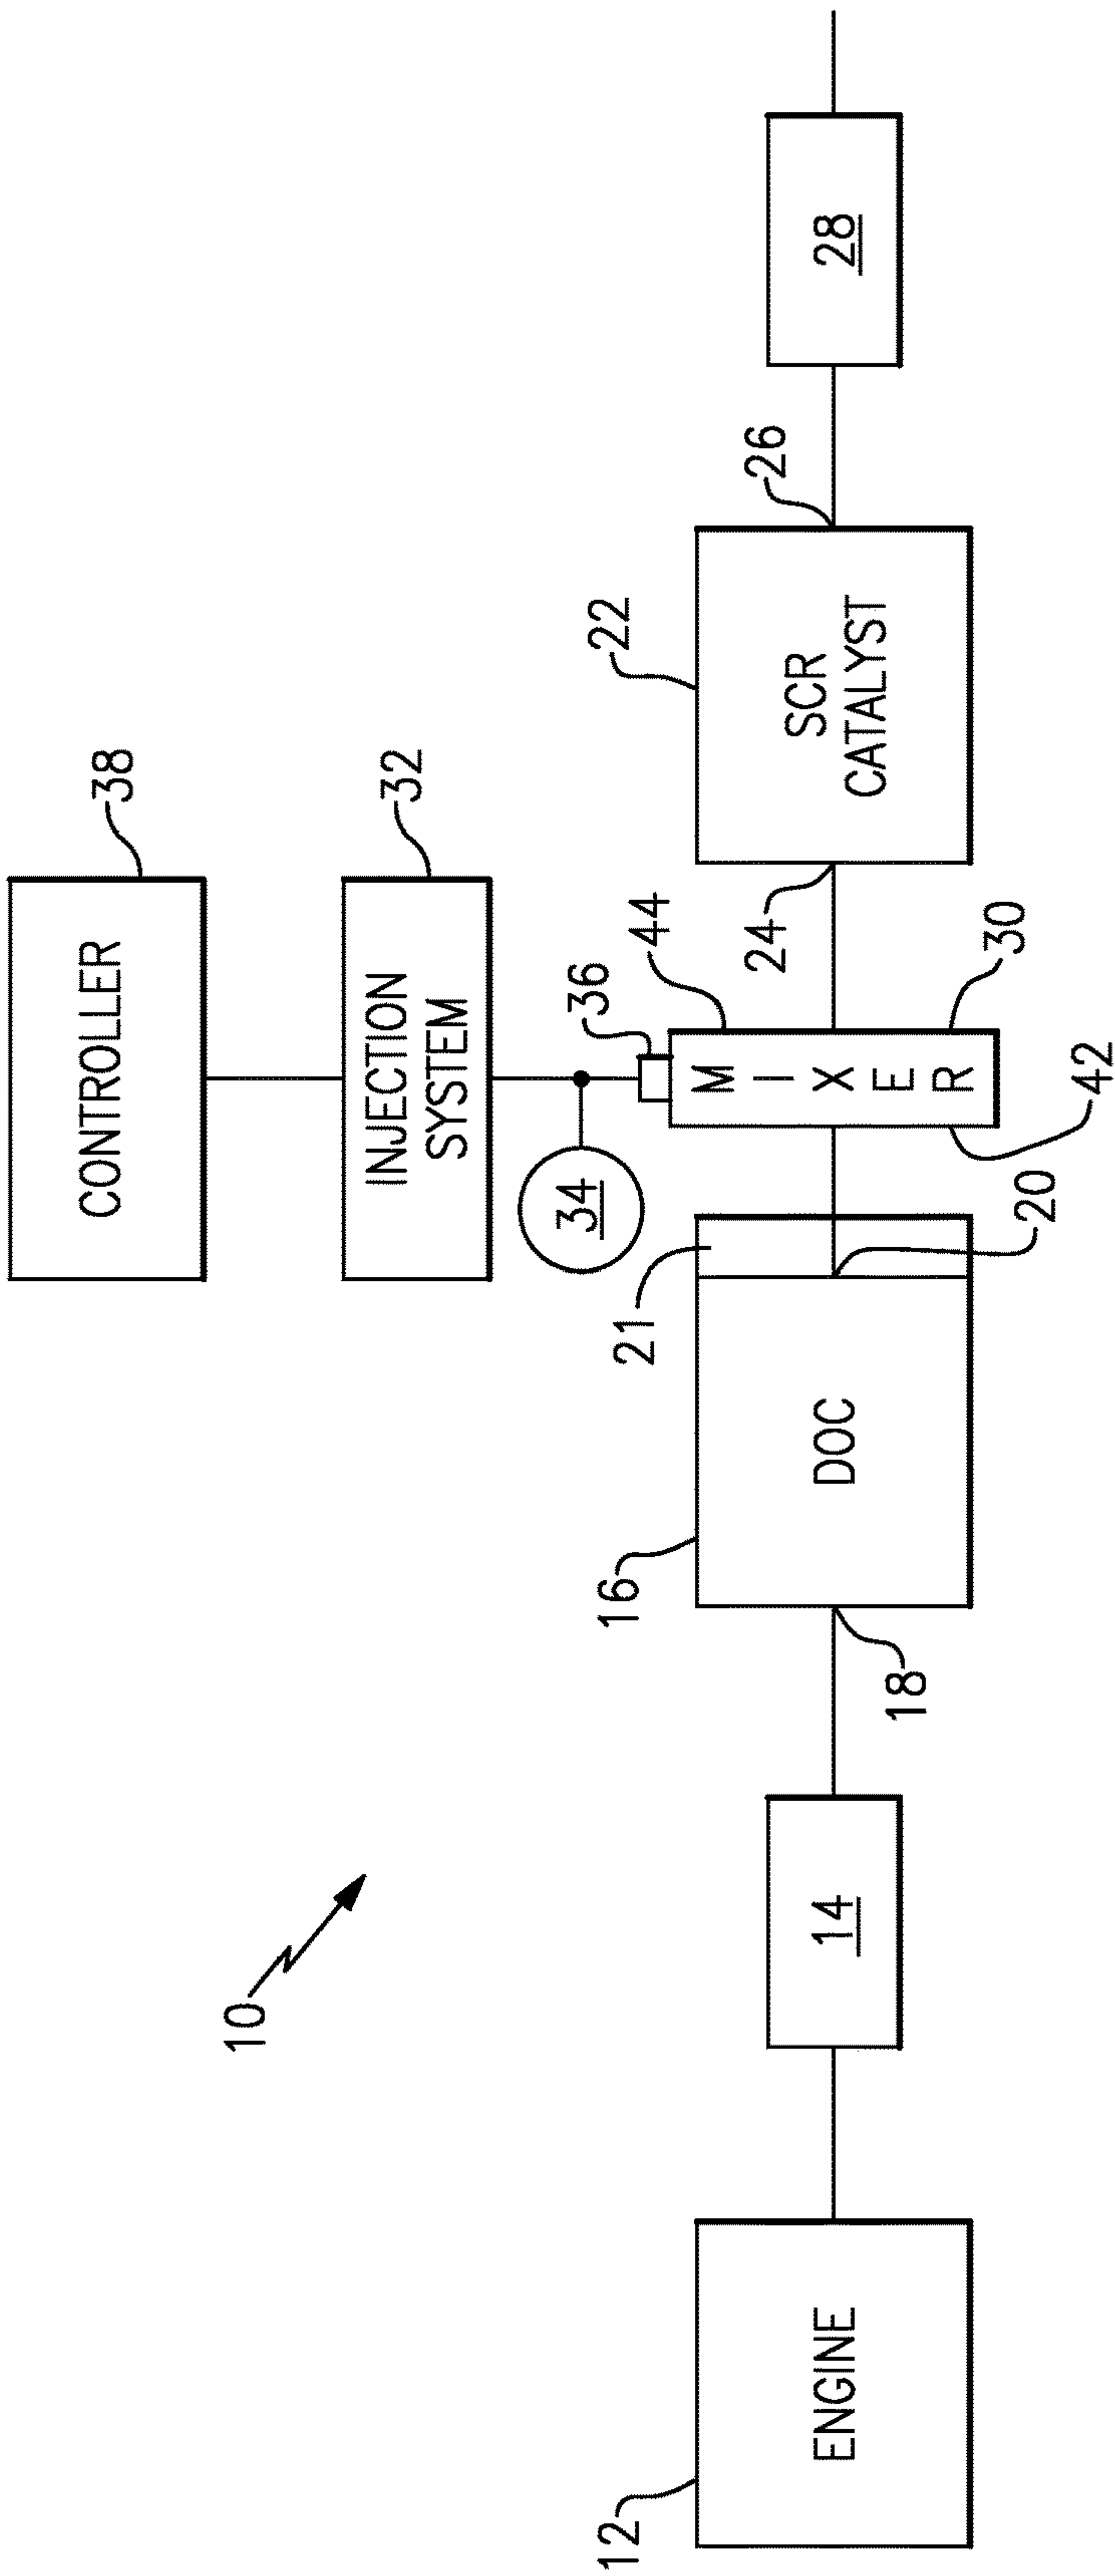 CONTROLLER
38
INJECTION
SYSTEM
32
10
34
36
44
22
12
ENGINE
14
16
DOC
21
18
20
MIXER
42
30
24
SCR
CATALYST
26
28